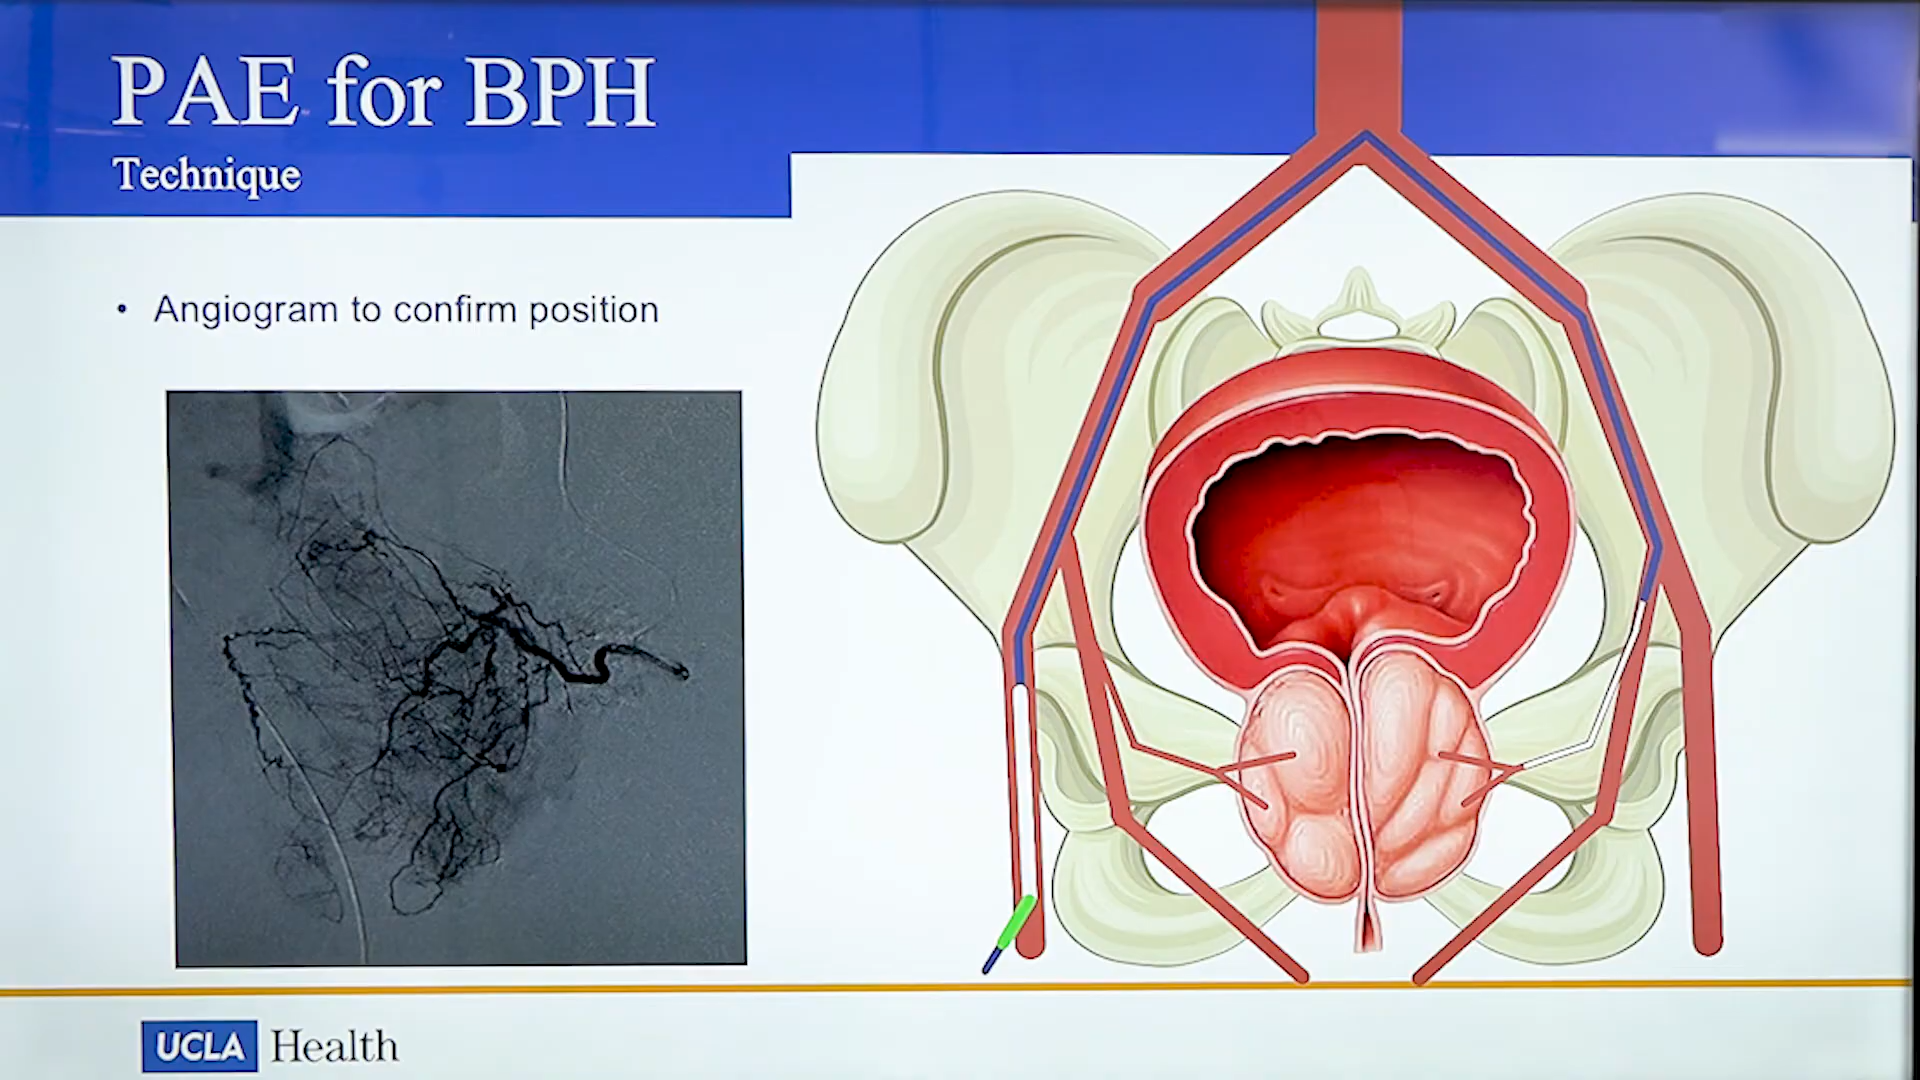 PAE for BPH
Technique
• Angiogram to confirm position
UCLA Health